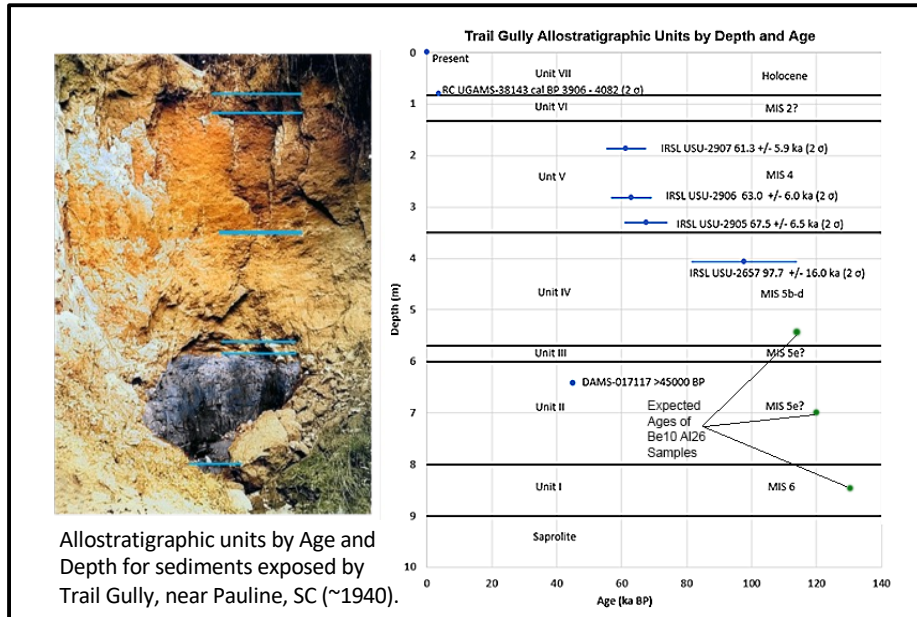 Trail Gully Allostratigraphic Units by Depth and Age
0
Present
Unit VII
Holocene
RC UGAMS-38143 cal BP 3906 - 4082 (2 σ)
1
Unit VI
MIS 2?
2
IRSL USU-2907 61.3 +/- 5.9 ka (2 σ)
Unt V
MIS 4
IRSL USU-2906 63.0 +/- 6.0 ka (2 σ)
3
IRSL USU-2905 67.5 +/- 6.5 ka (2 σ)
4
IRSL USU-2657 97.7 +/- 16.0 ka (2 σ)
Unit IV
MIS 5b-d
Depth (m)
5
Unit III
MIS 5e?
6
DAMS-017117 >45000 BP
Expected
Ages of
Be10 Al26
Samples
Unit II
MIS 5e?
7
8
Unit I
MIS 6
9
Saprolite
10
0 20 40 60 80 100 120 140
Age (ka BP)
Allostratigraphic units by Age and
Depth for sediments exposed by
Trail Gully, near Pauline, SC (~1940).